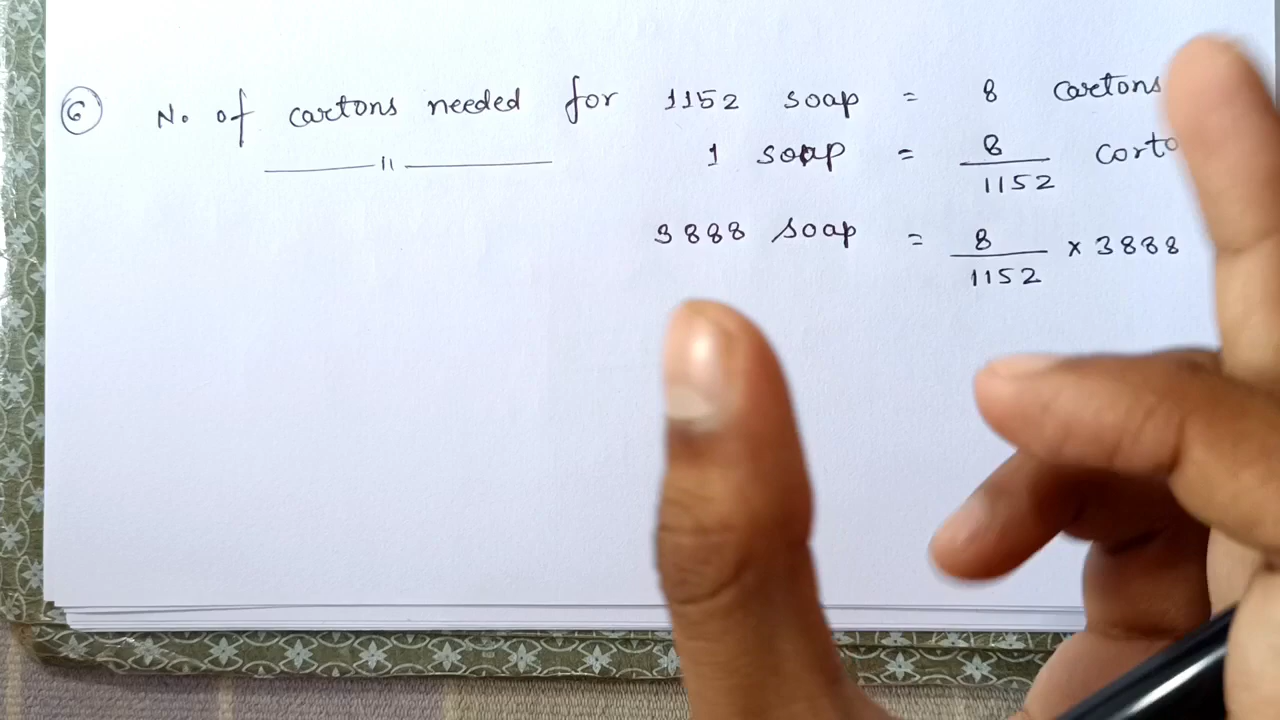 6 No. of cartons needed for 1152 soap = 8 cartons
——— 11 ——— 1 soap = 8/1152
3888 soap = 8/1152 x 3888